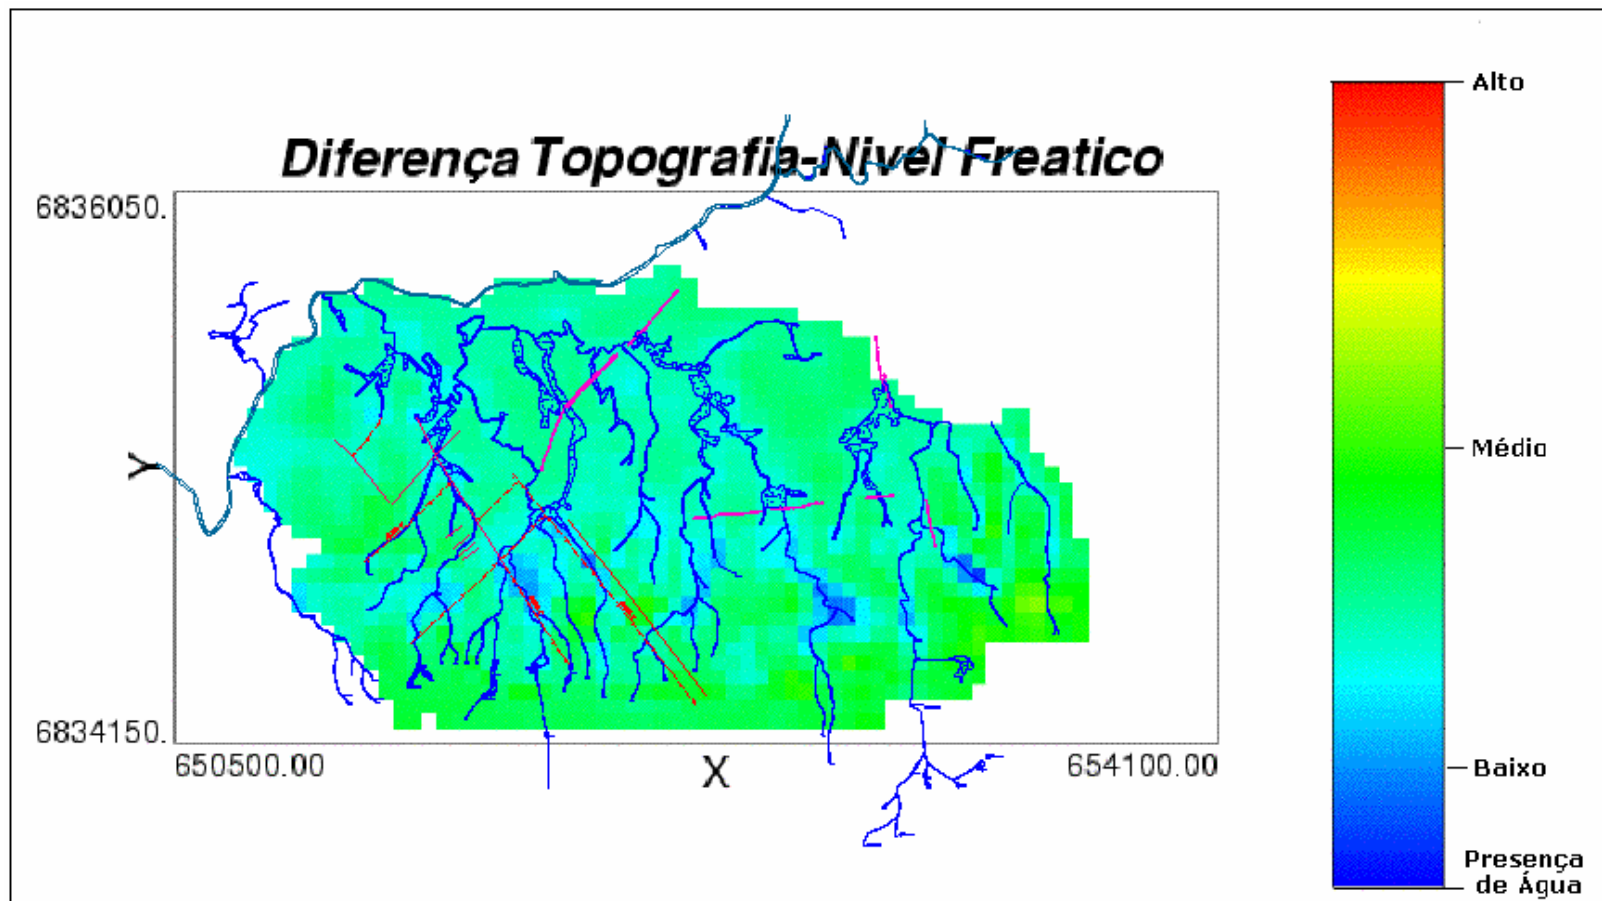 Alto
Diferença Topografia-Nivel Freatico
6836050.
Médio
Y
6834150.
650500.00
X
654100.00
Baixo
Presença
de Água